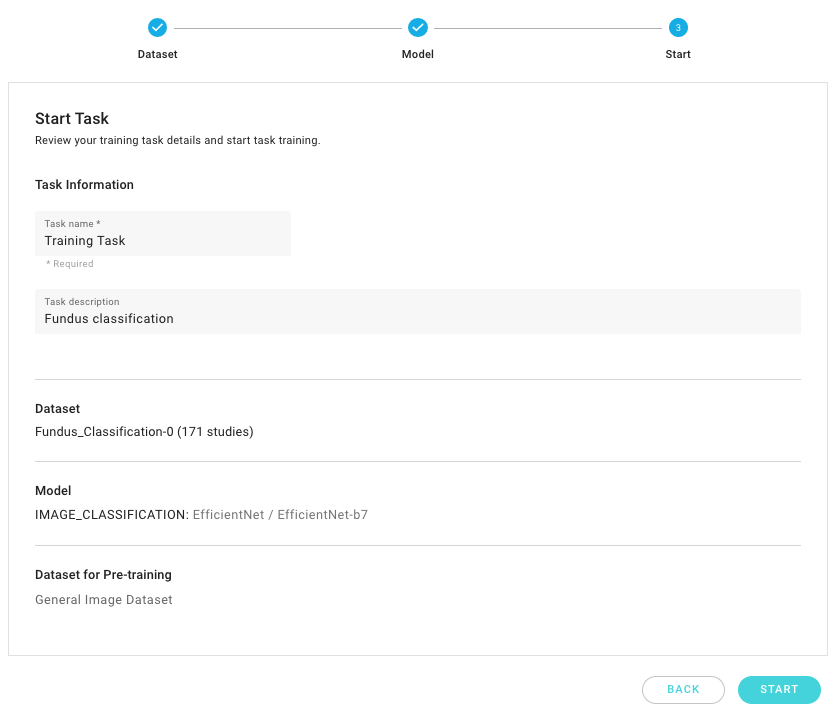 3
Dataset
Model
Start
Start Task
Review your training task details and start task training.
Task Information
Task name *
Training Task
* Required
Task description
Fundus classification
Dataset
Fundus_Classification-0 (171 studies)
Model
IMAGE_CLASSIFICATION: EfficientNet / EfficientNet-b7
Dataset for Pre-training
General Image Dataset
BACK
START